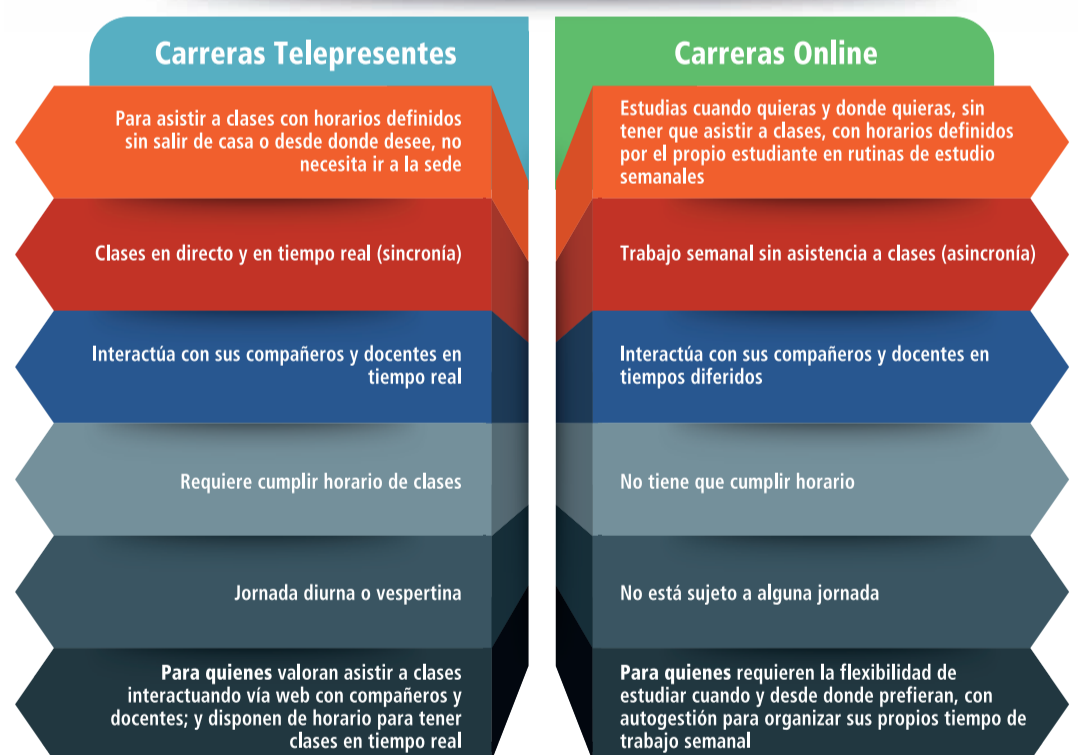 Carreras Telepresentes
Carreras Online
Para asistir a clases con horarios definidos
sin salir de casa o desde donde desee, no
necesita ir a la sede
Estudias cuando quieras y donde quieras, sin
tener que asistir a clases, con horarios definidos
por el propio estudiante en rutinas de estudio
semanales
Clases en directo y en tiempo real (sincronía)
Trabajo semanal sin asistencia a clases (asincronía)
Interactúa con sus compañeros y docentes en
tiempo real
Interactúa con sus compañeros y docentes en
tiempos diferidos
Requiere cumplir horario de clases
No tiene que cumplir horario
Jornada diurna o vespertina
No está sujeto a alguna jornada
Para quienes valoran asistir a clases
interactuando vía web con compañeros y
docentes; y disponen de horario para tener
clases en tiempo real
Para quienes requieren la flexibilidad de
estudiar cuando y desde donde prefieran, con
autogestión para organizar sus propios tiempo de
trabajo semanal